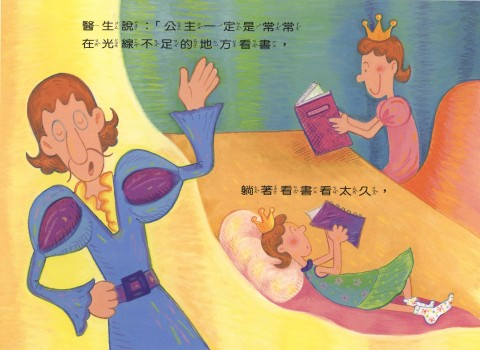 醫生說：「公主一定是常常
在光線不足的地方看書，
躺著看書看太久，